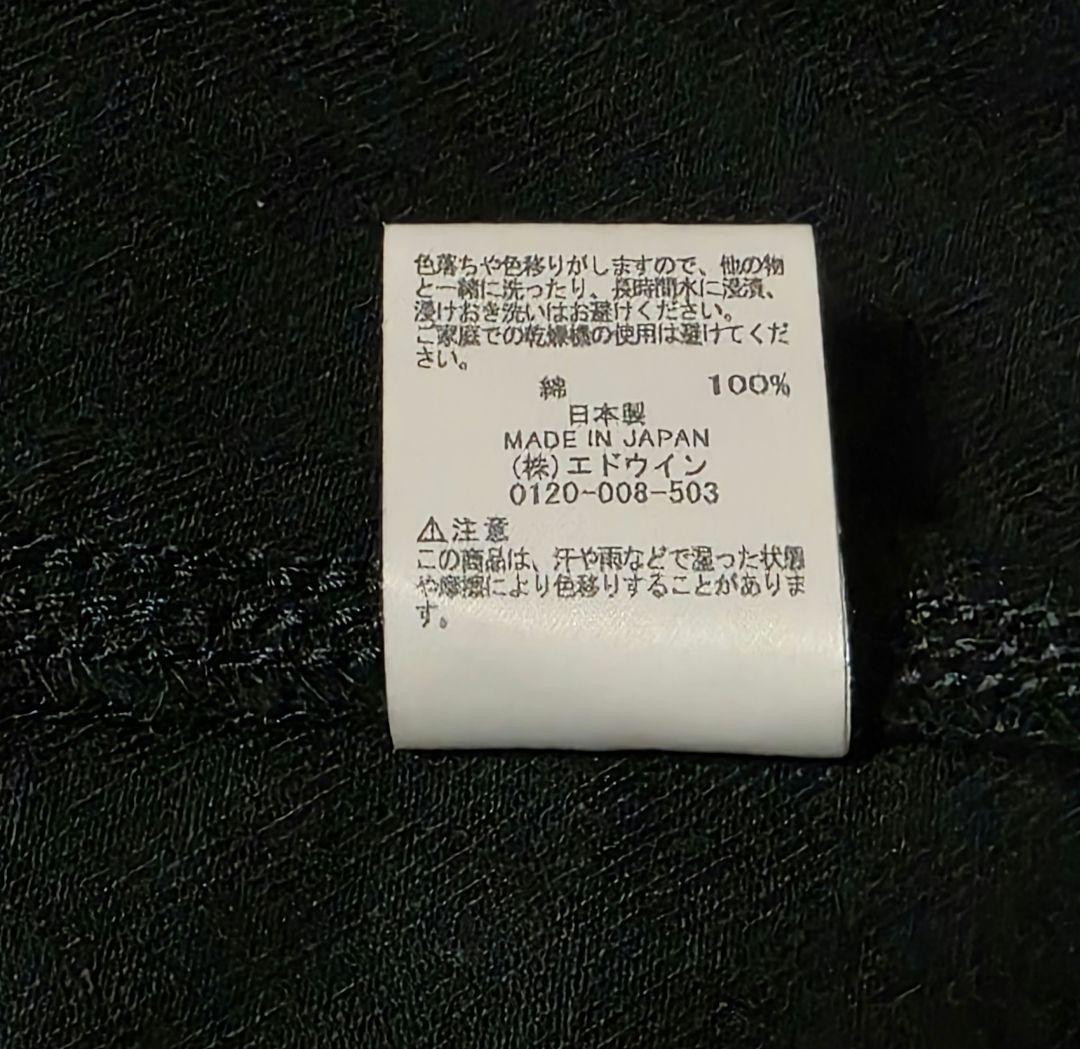 色落ちや色移りがしますので、他の物
と一緒に洗ったり、長時間水に浸漬、
浸けおき洗いはお避けください。
ご家庭での乾燥機の使用は避けてくだ
さい。
綿 100%
日本製
MADE IN JAPAN
(株)エドウイン
0120-008-503
⚠注意
この商品は、汗や雨などで湿った状態
や摩擦により色移りすることがありま
す。